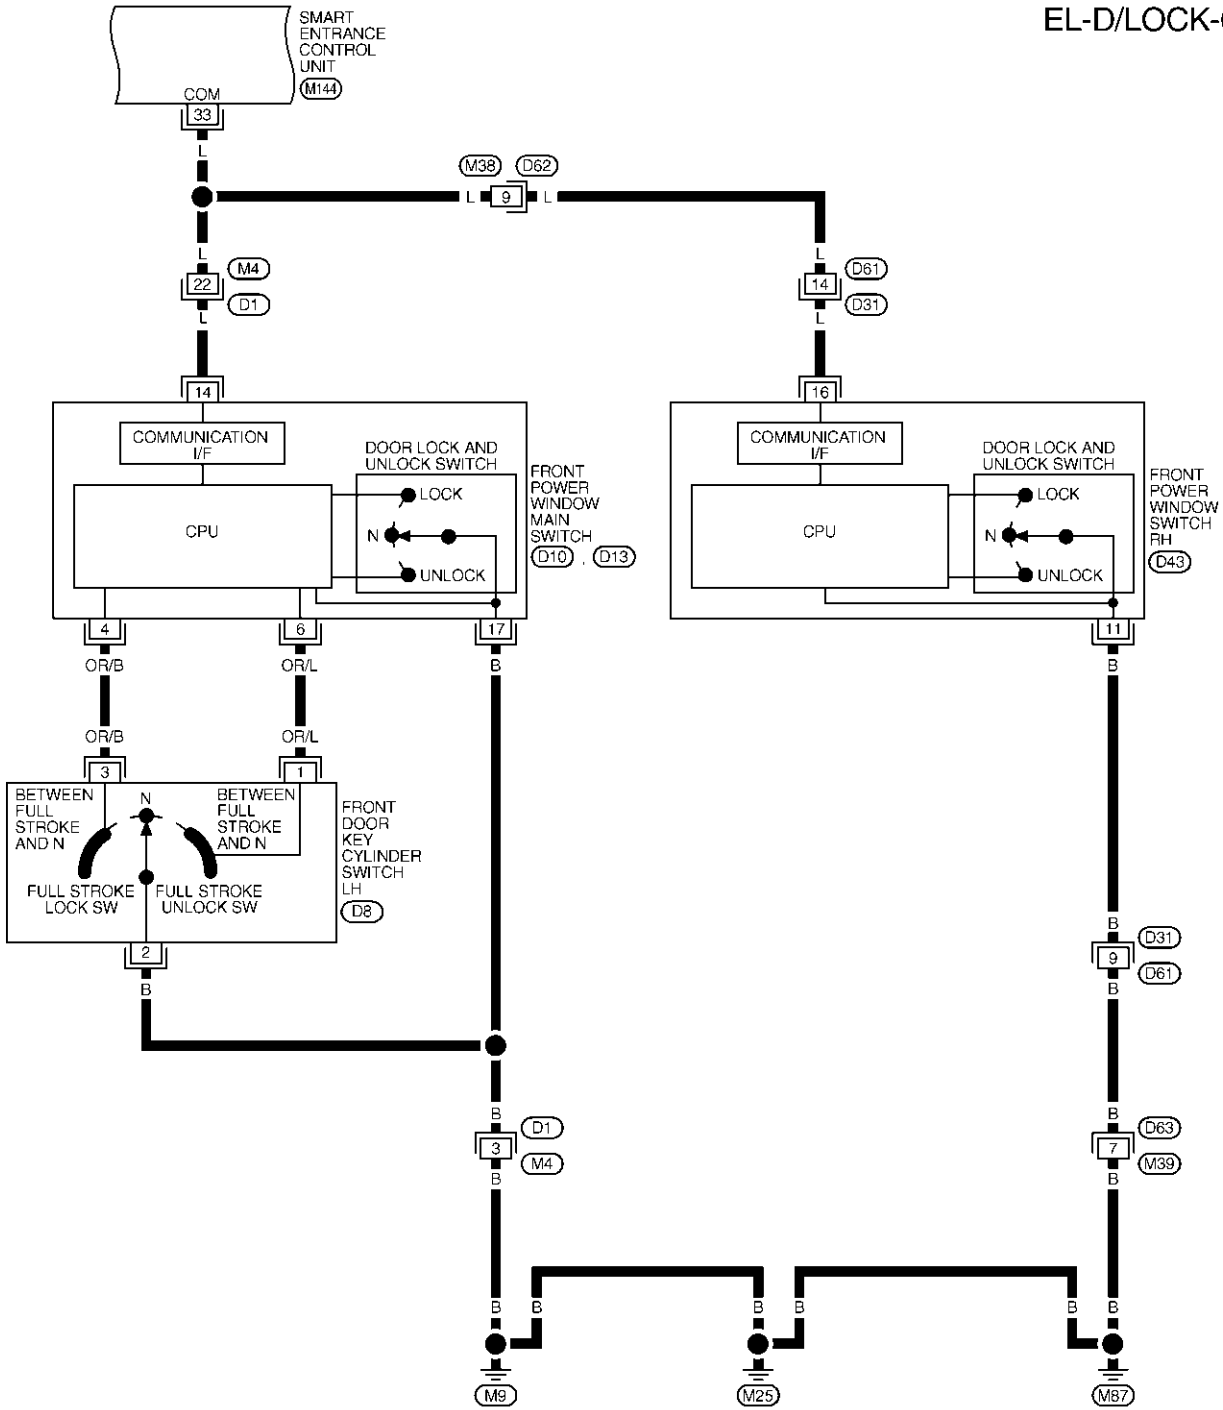 EL-D/LOCK-
SMART
ENTRANCE
CONTROL
UNIT
M144
COM
33
L
M38 D62
L 9 L
L
M4
22
D1
L
L
D61
14
D31
L
14
COMMUNICATION
I/F
DOOR LOCK AND
UNLOCK SWITCH
LOCK
CPU
N
UNLOCK
FRONT
POWER
WINDOW
MAIN
SWITCH
D10 , D13
16
COMMUNICATION
I/F
DOOR LOCK AND
UNLOCK SWITCH
LOCK
CPU
N
UNLOCK
FRONT
POWER
WINDOW
SWITCH
RH
D43
4 6 17
11
OR/B OR/L B
B
OR/B OR/L
3 1
BETWEEN
FULL
STROKE
AND N
N
BETWEEN
FULL
STROKE
AND N
FULL STROKE
LOCK SW
FULL STROKE
UNLOCK SW
FRONT
DOOR
KEY
CYLINDER
SWITCH
LH
D8
2
B
B
D31
9
D61
B
B
D1
3
M4
B
B
D63
7
M39
B
B B B B B B
M9 M25 M87